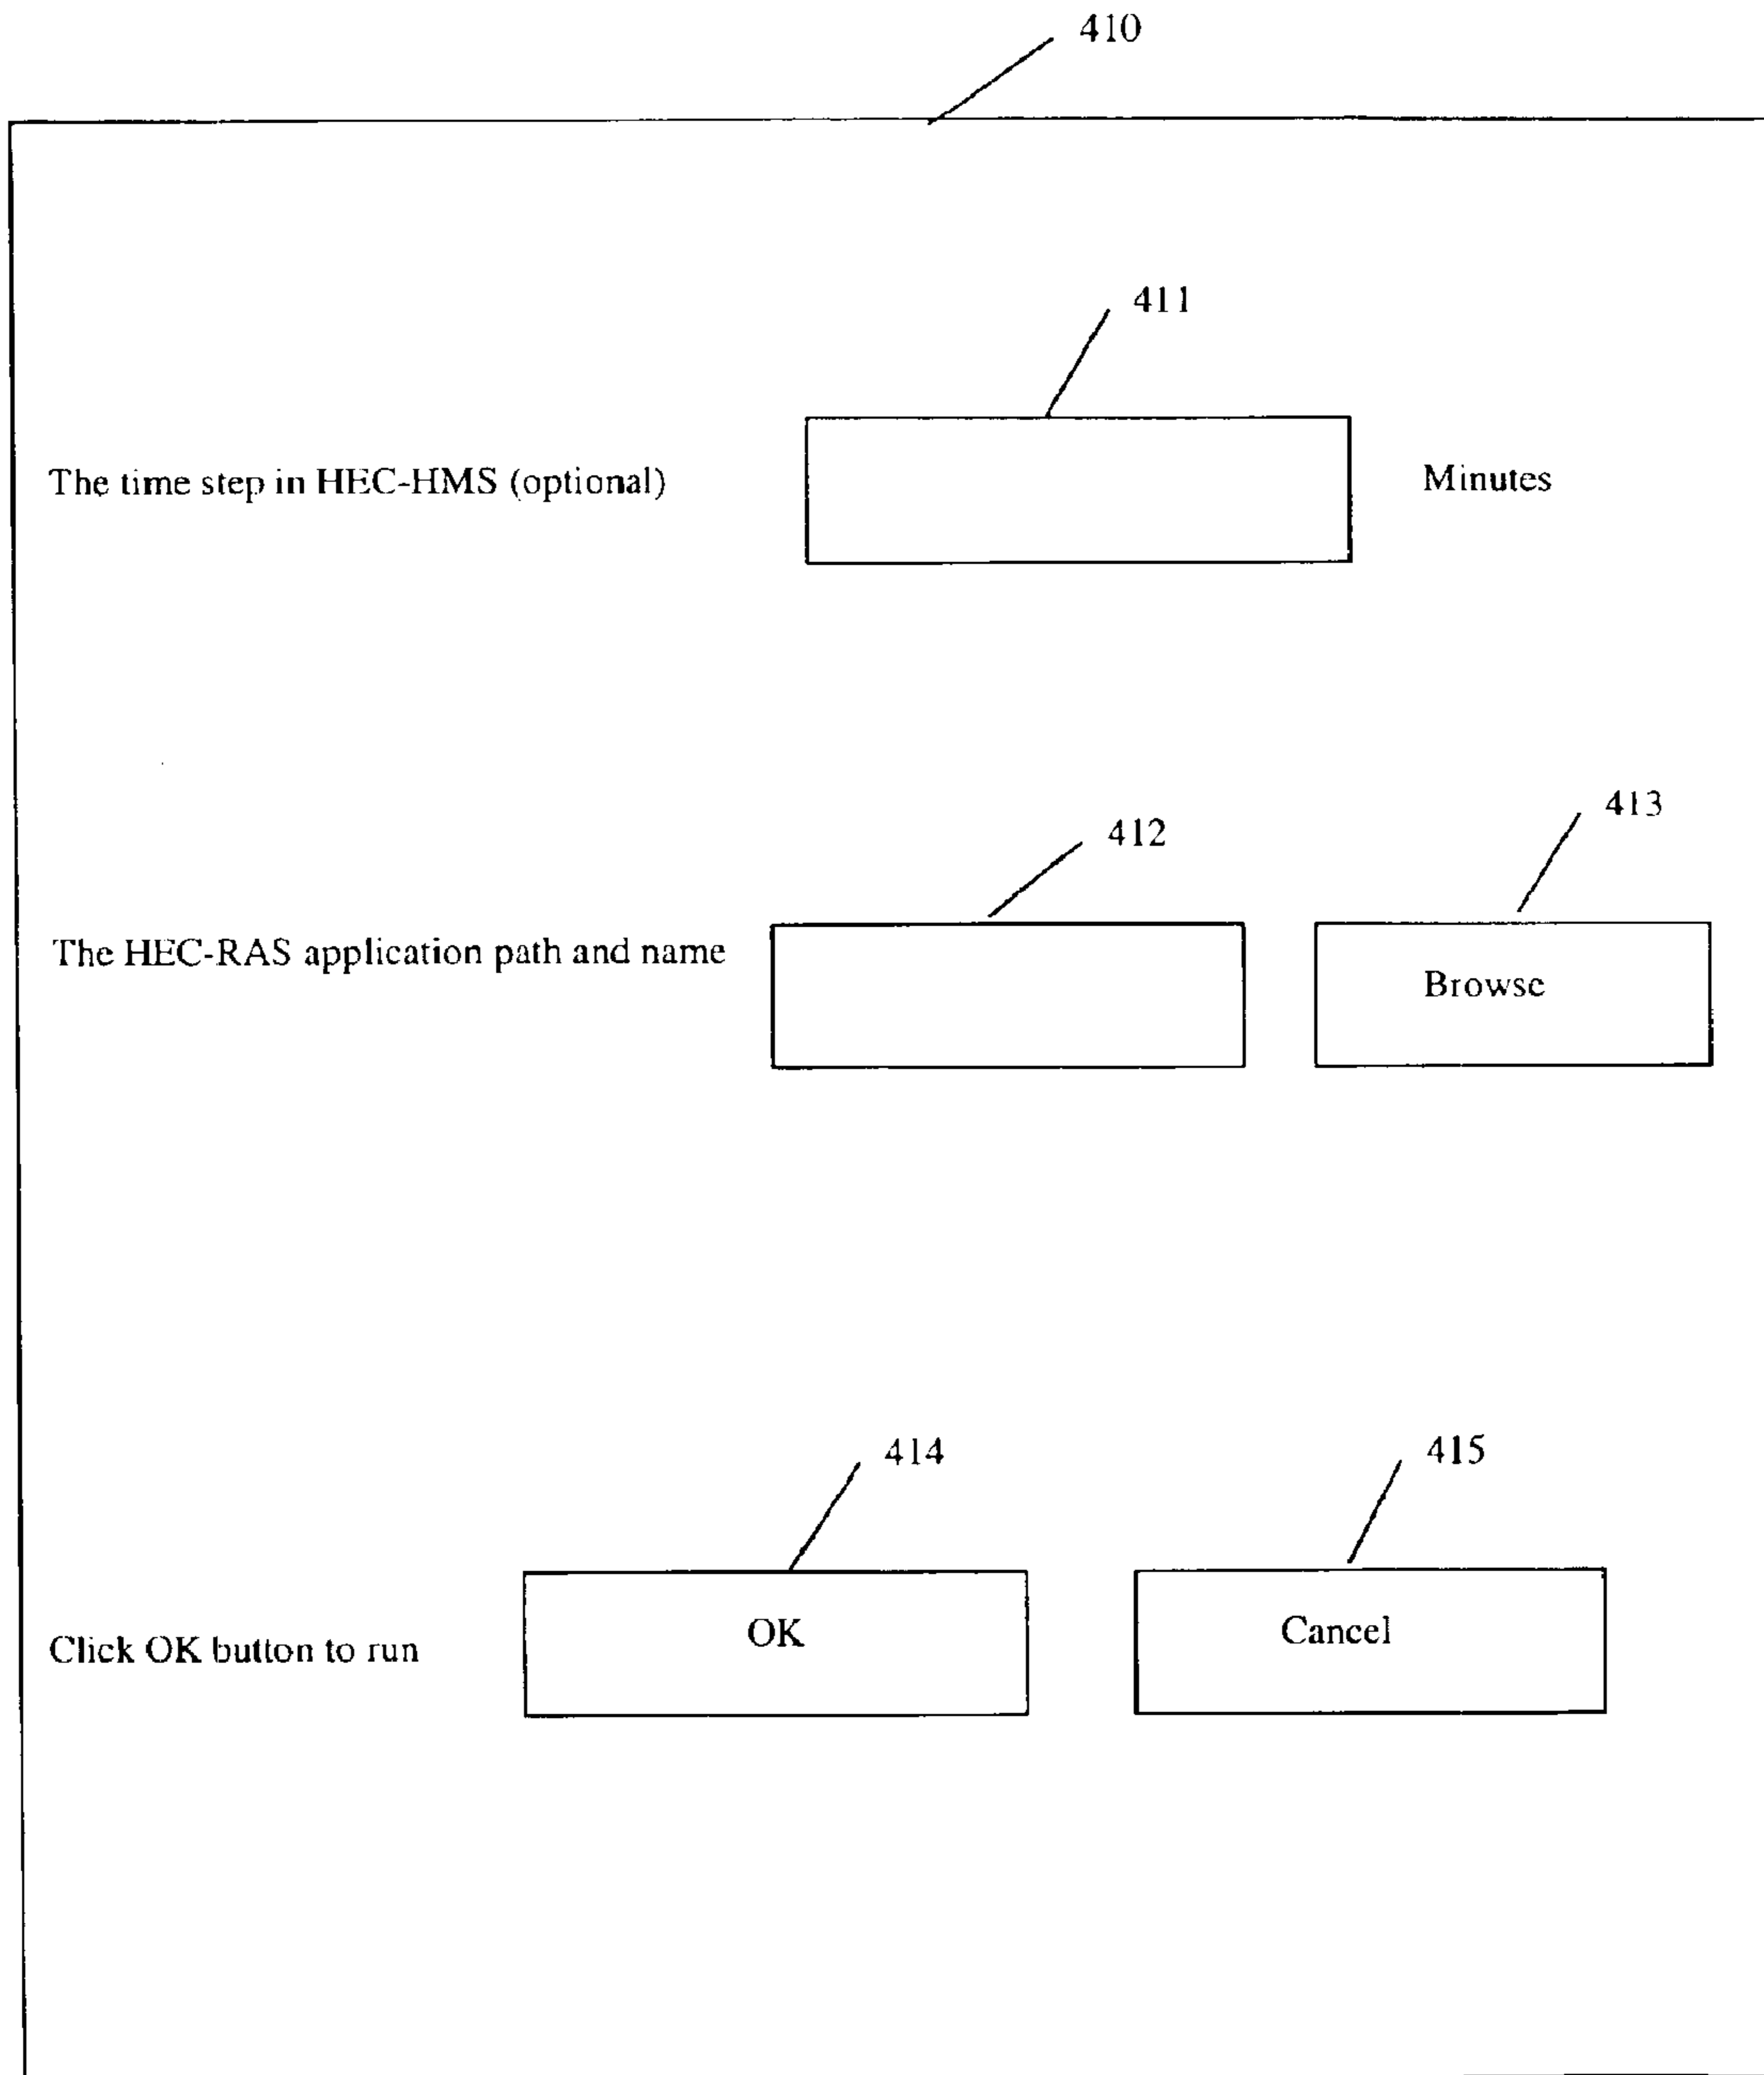 410
411
The time step in HEC-HMS (optional)
Minutes
412
413
The HEC-RAS application path and name
Browse
414
415
Click OK button to run
OK
Cancel